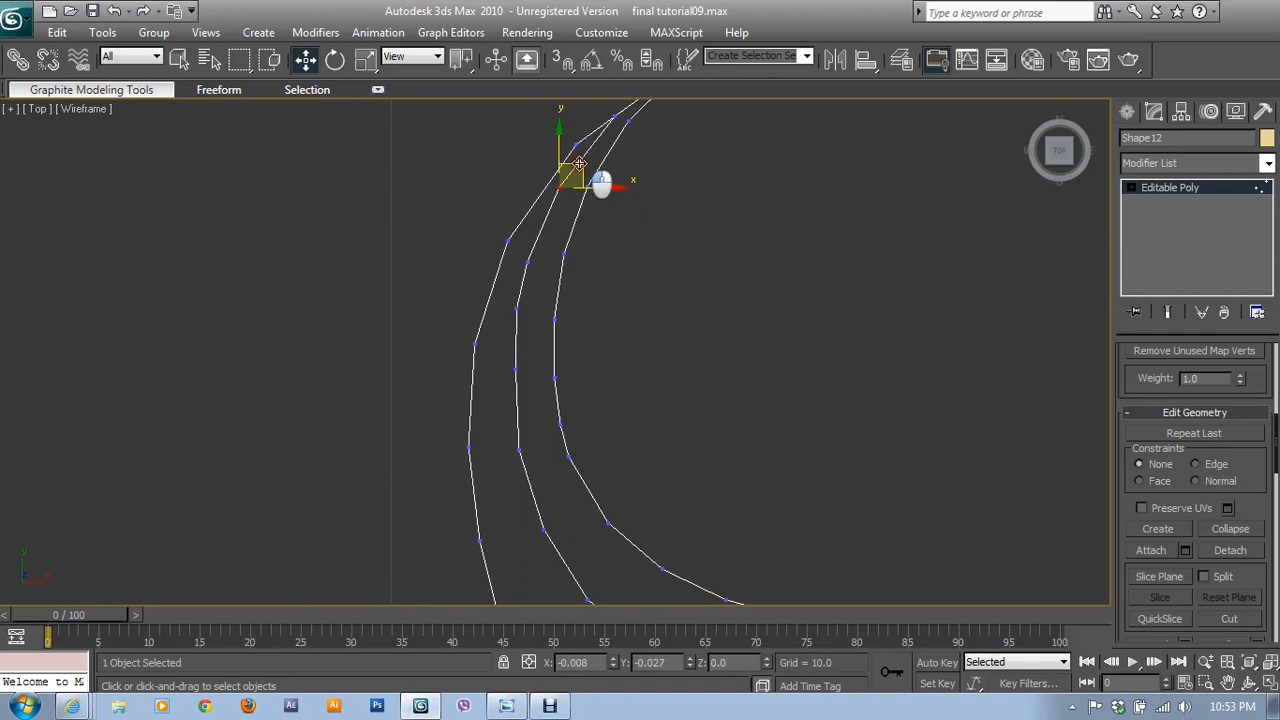 Autodesk 3ds Max 2010 - Unregistered Version final tutorial09.max
Type a keyword or phrase
Edit Tools Group Views Create Modifiers Animation Graph Editors Rendering Customize MAXScript Help
All
View
Create Selection Se
Graphite Modeling Tools Freeform Selection
[ + ] [ Top ] [ Wireframe ]
y
x
TOP
Shape12
Modifier List
Editable Poly
Remove Unused Map Verts
Weight: 1.0
- Edit Geometry
Repeat Last
Constraints
None Edge
Face Normal
Preserve UVs
Create Collapse
Attach Detach
Slice Plane Split
Slice Reset Plane
QuickSlice Cut
y
x
< 0 / 100 >
0 5 10 15 20 25 30 35 40 45 50 55 60 65 70 75 80 85 90 95 100
1 Object Selected X: -0.008 Y: -0.027 Z: 0.0 Grid = 10.0 Auto Key Selected
Welcome to M
Click or click-and-drag to select objects Add Time Tag Set Key Key Filters... 0
Ae Ai Ps
10:53 PM